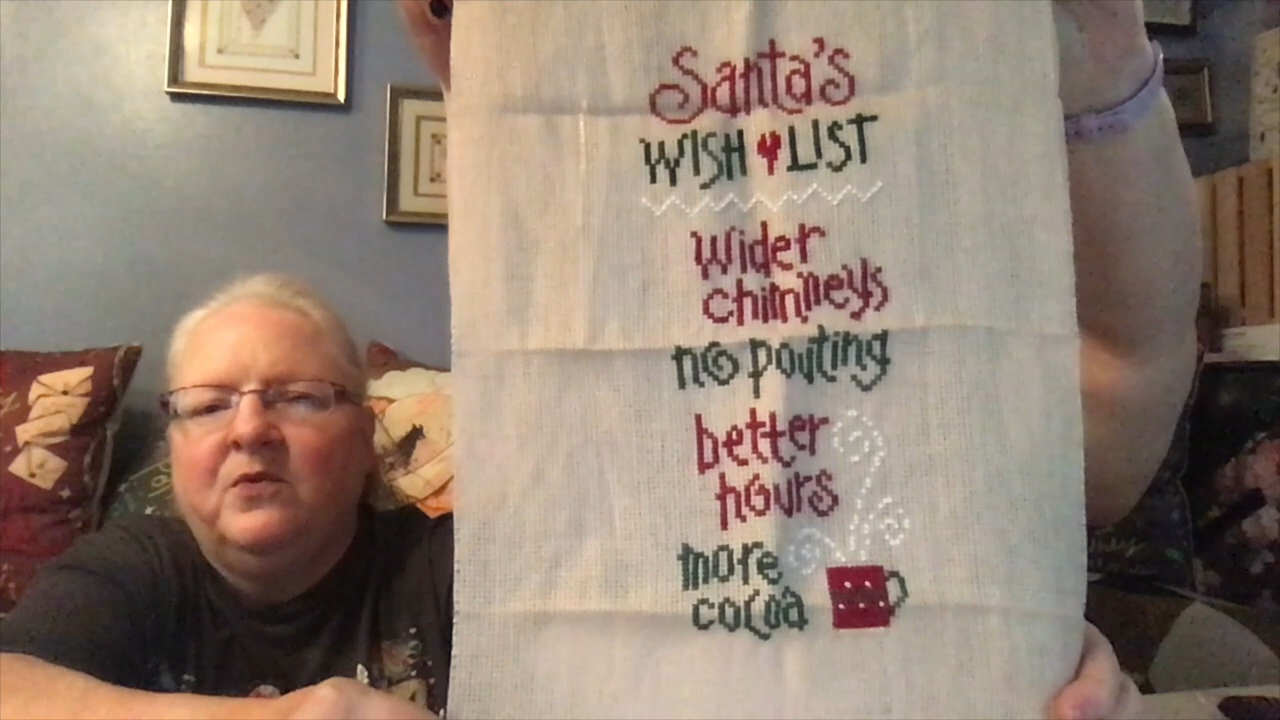 Santa's
WISH LIST
Wider
chimneys
no pouting
better
hours
more
cocoa